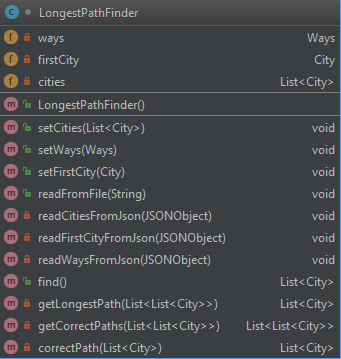 LongestPathFinder
ways Ways
firstCity City
cities List<City>
LongestPathFinder()
setCities(List<City>) void
setWays(Ways) void
setFirstCity(City) void
readFromFile(String) void
readCitiesFromJson(JSONObject) void
readFirstCityFromJson(JSONObject) void
readWaysFromJson(JSONObject) void
find() List<City>
getLongestPath(List<List<City>>) List<City>
getCorrectPaths(List<List<City>>) List<List<City>>
correctPath(List<City>) List<City>